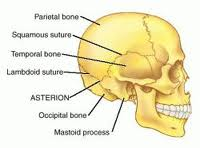 Parietal bone
Squamous suture
Temporal bone
Lambdoid suture
ASTERION
Occipital bone
Mastoid process